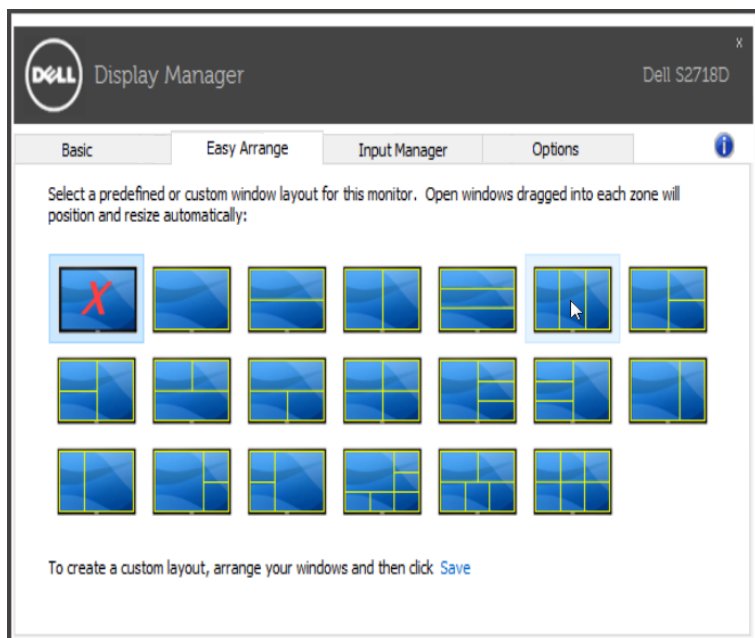 x
DELL Display Manager Dell S2718D
Basic Easy Arrange Input Manager Options i
Select a predefined or custom window layout for this monitor. Open windows dragged into each zone will
position and resize automatically:
X
To create a custom layout, arrange your windows and then click Save